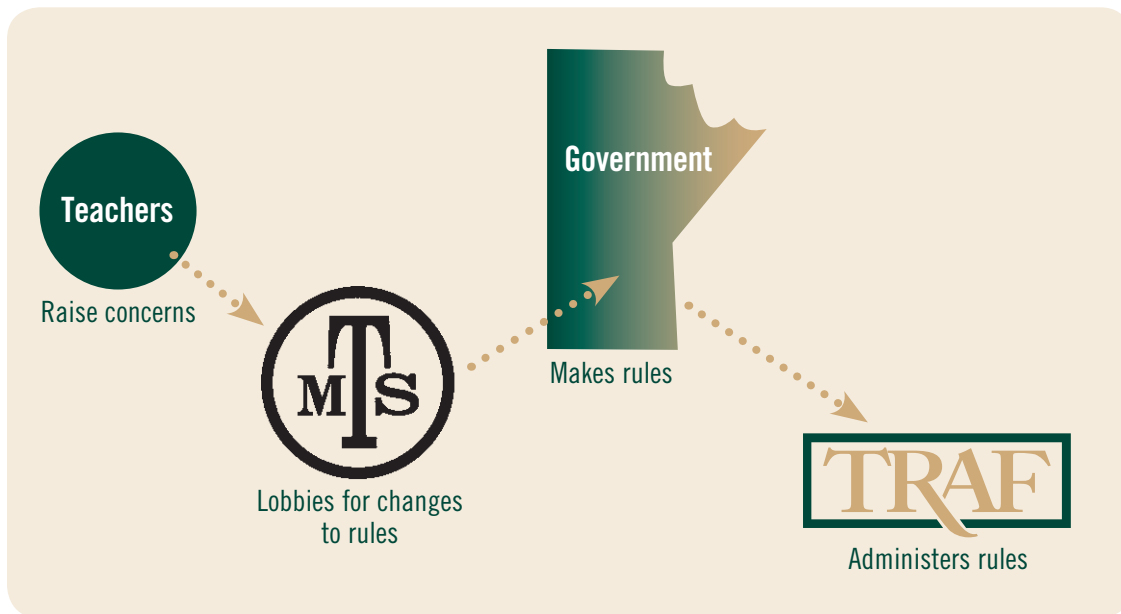 Teachers
Raise concerns
MTS
Lobbies for changes
to rules
Government
Makes rules
TRAF
Administers rules